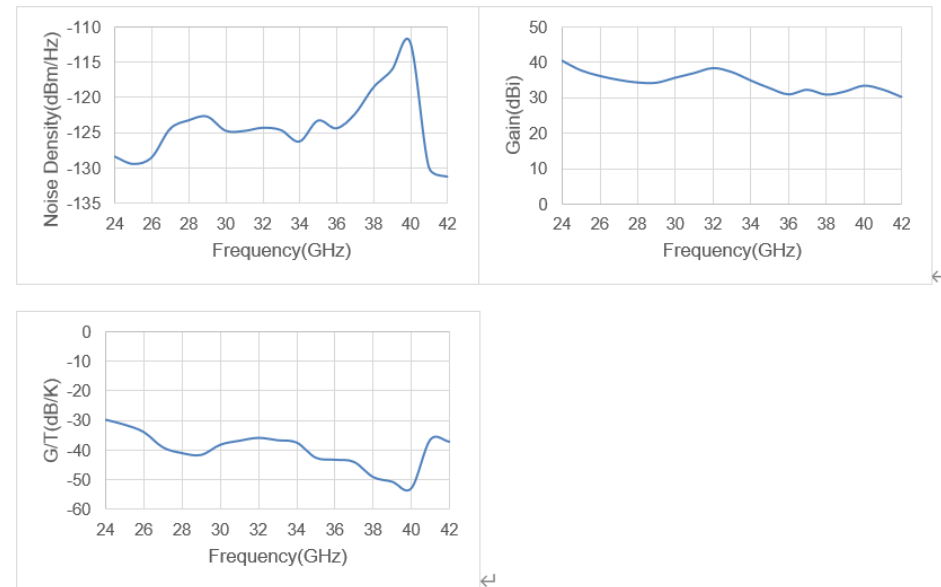 Noise Density(dBm/Hz)
-110
-115
-120
-125
-130
-135
24 26 28 30 32 34 36 38 40 42
Frequency(GHz)
Gain(dBi)
50
40
30
20
10
0
24 26 28 30 32 34 36 38 40 42
Frequency(GHz)
G/T(dB/K)
0
-10
-20
-30
-40
-50
-60
24 26 28 30 32 34 36 38 40 42
Frequency(GHz)